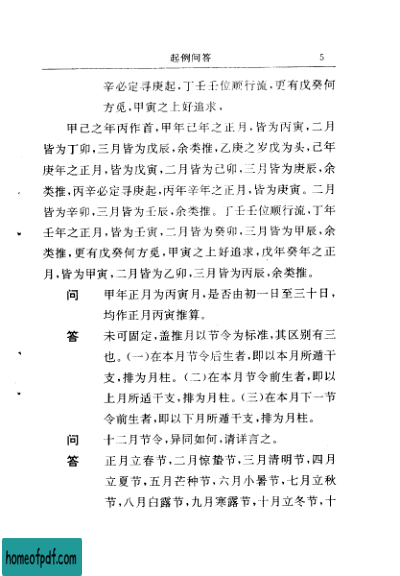 起例问答 5
辛必定寻庚起,丁壬壬位顺行流,更有戊癸何
方觅,甲寅之上好追求,
甲己之年丙作首,甲年己年之正月,皆为丙寅,二月
皆为丁卯,三月皆为戊辰,余类推,乙庚之岁戊为头,己年
庚年之正月,皆为戊寅,二月皆为己卯,三月皆为庚辰,余
类推,丙辛必定寻庚起,丙年辛年之正月,皆为庚寅。二月
皆为辛卯,三月皆为壬辰,余类推。丁壬壬位顺行流,丁年
壬年之正月,皆为壬寅,二月皆为癸卯,三月皆为甲辰,余
类推,更有戊癸何方觅,甲寅之上好追求,戊年癸年之正
月,皆为甲寅,二月皆为乙卯,三月皆为丙辰,余类推。
问 甲年正月为丙寅月,是否由初一日至三十日,
均作正月丙寅推算。
答 未可固定,盖推月以节令为标准,其区别有三
也。(一)在本月节令后生者,即以本月所遁干
支,排为月柱。(二)在本月节令前生者,即以
上月所适干支,排为月柱。(三)在本月下一节
令前生者,即以下月所遁干支,排为月柱。
问 十二月节令,异同如何,请详言之。
答 正月立春节,二月惊蛰节,三月清明节,四月
立夏节,五月芒种节,六月小暑节,七月立秋
节,八月白露节,九月寒露节,十月立冬节,十
homeofpdf.com